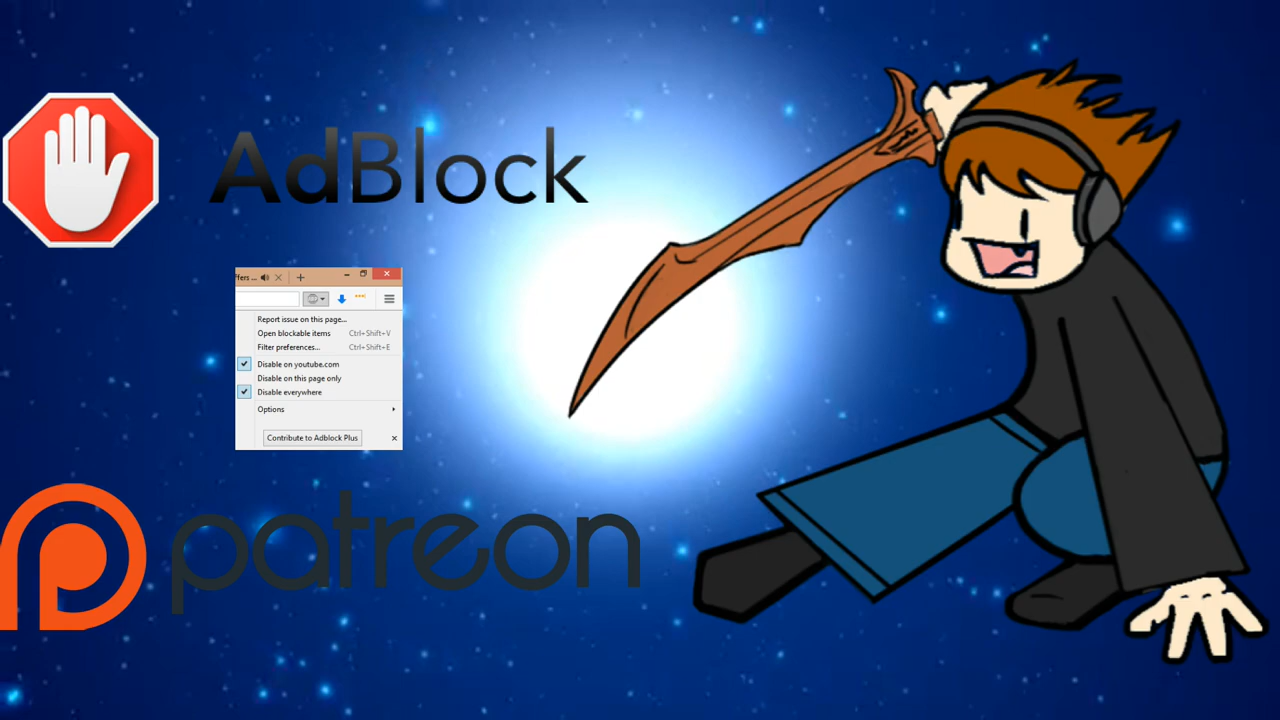 AdBlock
ffers ...
Report issue on this page...
Open blockable items Ctrl+Shift+V
Filter preferences... Ctrl+Shift+E
Disable on youtube.com
Disable on this page only
Disable everywhere
Options
Contribute to Adblock Plus
patreon